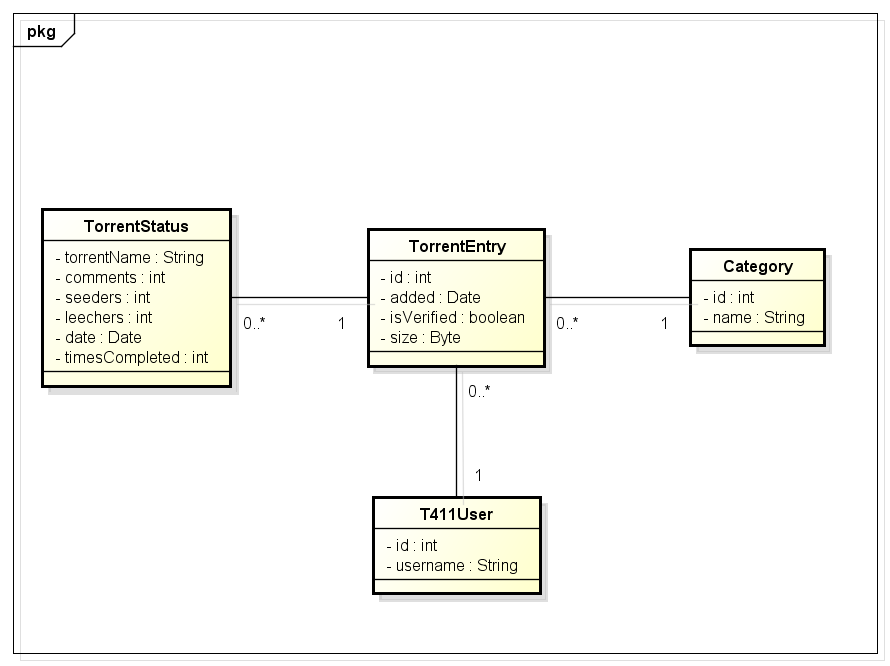 pkg
TorrentStatus
- torrentName : String
- comments : int
- seeders : int
- leechers : int
- date : Date
- timesCompleted : int
0..*
1
TorrentEntry
- id : int
- added : Date
- isVerified : boolean
- size : Byte
0..*
1
Category
- id : int
- name : String
0..*
1
T411User
- id : int
- username : String